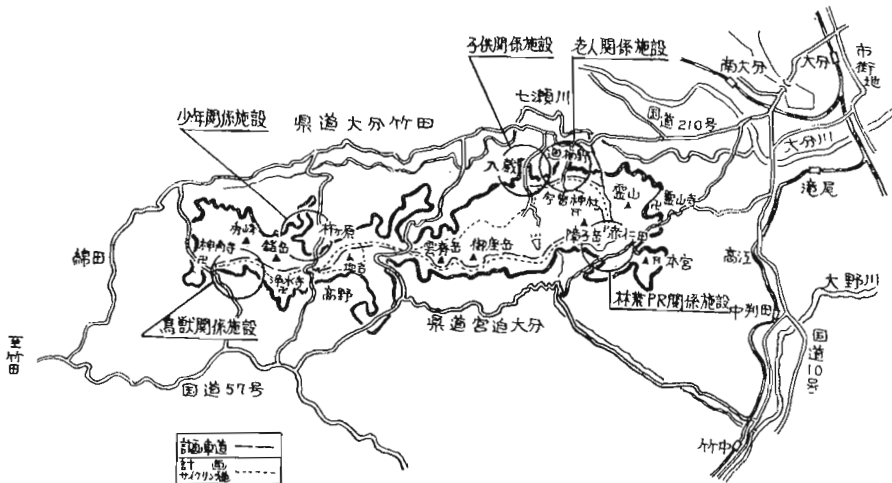 子供関係施設
老人関係施設
市街地
大分
南大分
七瀬川
国道210号
少年関係施設
県道大分竹田
大分川
滝尾
入蔵
霊山
霊山寺
今宮神社
綿田
烏峰
鎧岳
神角寺
浄水寺
高野
御座岳
障子岳
赤仁田
本宮
高江
大野川
中判田
林業PR関係施設
鳥獣関係施設
県道宮迫大分
至竹田
国道57号
国道10号
竹中
計画車道
計画
サイクリング道